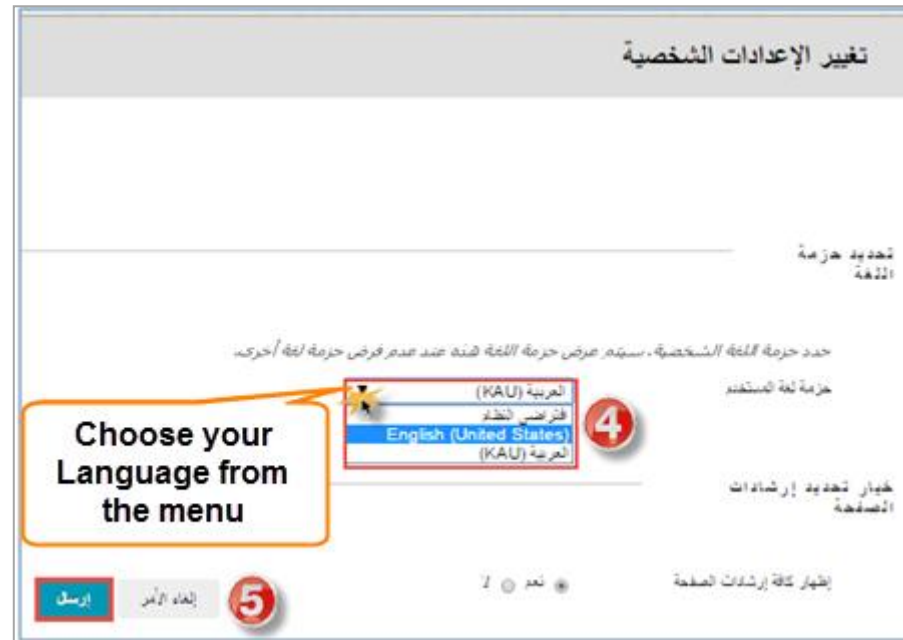 تغيير الإعدادات الشخصية
تحديد حزمة
اللغة
حدد حزمة اللغة الشخصية، سيتم عرض حزمة اللغة هذه عند عدم فرض حزمة لغة أخرى.
حزمة لغة المستخدم
العربية (KAU)
افتراضي النظام
English (United States)
العربية (KAU)
4
Choose your
Language from
the menu
خيار تحديد إرشادات
الصفحة
إظهار كافة إرشادات الصفحة
نعم
لا
5
إلغاء الأمر
إرسال